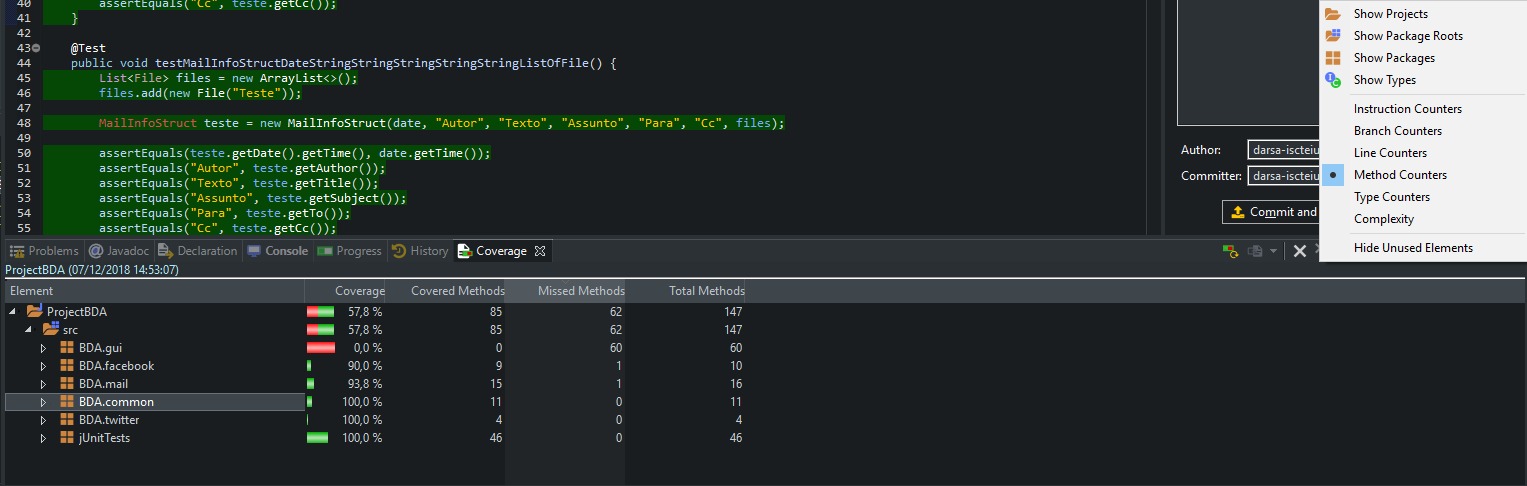 40 assertEquals("Cc", teste.getCc());
41 }
42
43 @Test
44 public void testMailInfoStructDateStringStringStringStringStringListOfFile() {
45 List<File> files = new ArrayList<>();
46 files.add(new File("Teste"));
47
48 MailInfoStruct teste = new MailInfoStruct(date, "Autor", "Texto", "Assunto", "Para", "Cc", files);
49
50 assertEquals(teste.getDate().getTime(), date.getTime());
51 assertEquals("Autor", teste.getAuthor());
52 assertEquals("Texto", teste.getTitle());
53 assertEquals("Assunto", teste.getSubject());
54 assertEquals("Para", teste.getTo());
55 assertEquals("Cc", teste.getCc());
Author: darsa-iscteiu
Committer: darsa-iscteiu
Commit and
Show Projects
Show Package Roots
Show Packages
Show Types
Instruction Counters
Branch Counters
Line Counters
Method Counters
Type Counters
Complexity
Hide Unused Elements
Problems Javadoc Declaration Console Progress History Coverage
ProjectBDA (07/12/2018 14:53:07)
Element Coverage Covered Methods Missed Methods Total Methods
ProjectBDA 57,8 % 85 62 147
src 57,8 % 85 62 147
BDA.gui 0,0 % 0 60 60
BDA.facebook 90,0 % 9 1 10
BDA.mail 93,8 % 15 1 16
BDA.common 100,0 % 11 0 11
BDA.twitter 100,0 % 4 0 4
jUnitTests 100,0 % 46 0 46